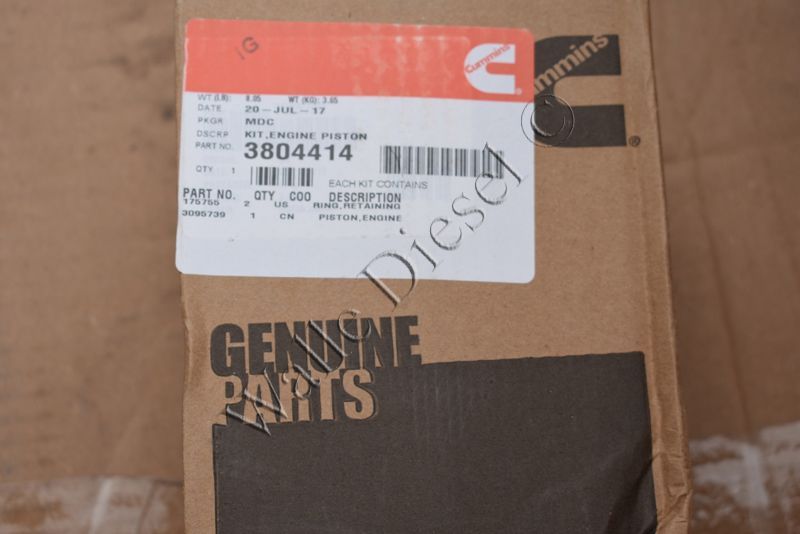 IG
Cummins
Cummins
WT (LB): 8.05 WT (KG): 3.65
DATE 20-JUL-17
PKGR MDC
DSCRP KIT,ENGINE PISTON
PART NO. 3804414
QTY 1
EACH KIT CONTAINS
PART NO. QTY COO DESCRIPTION
175755 2 US RING,RETAINING
3095739 1 CN PISTON,ENGINE
GENUINE
PARTS
Wallc Diesel ©